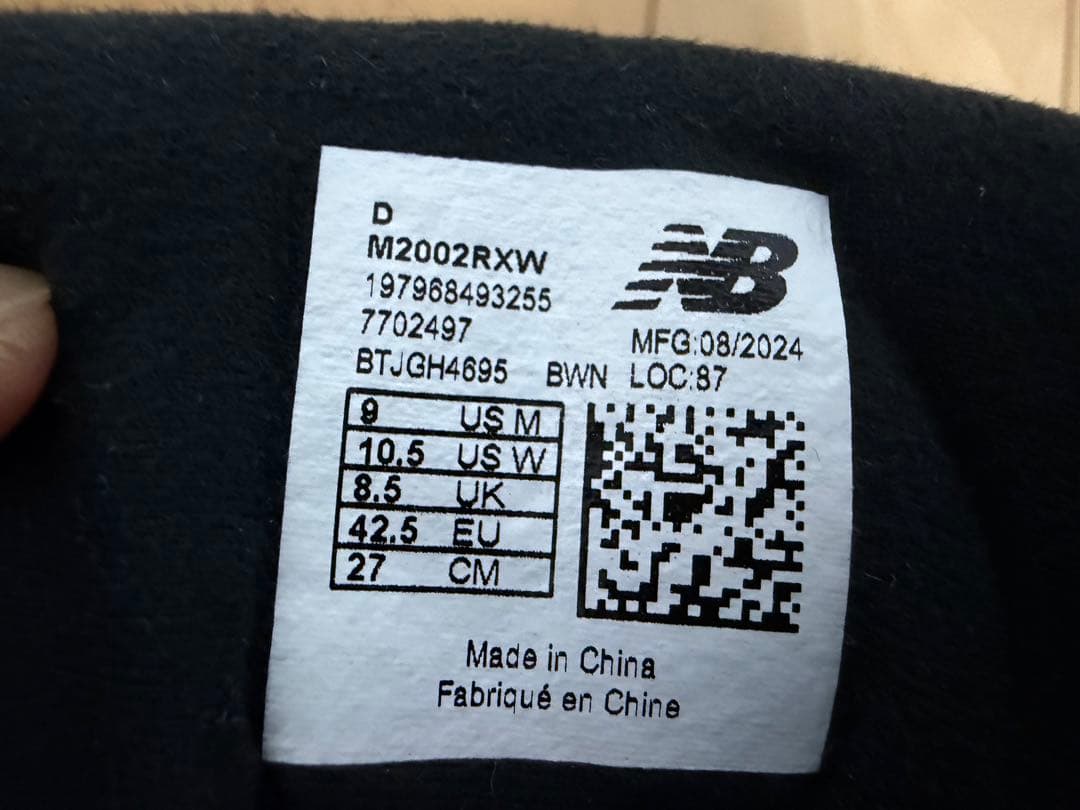 D
M2002RXW
197968493255
7702497
BTJGH4695 BWN LOC:87
NB
MFG:08/2024
9 US M
10.5 US W
8.5 UK
42.5 EU
27 CM
Made in China
Fabriqué en Chine